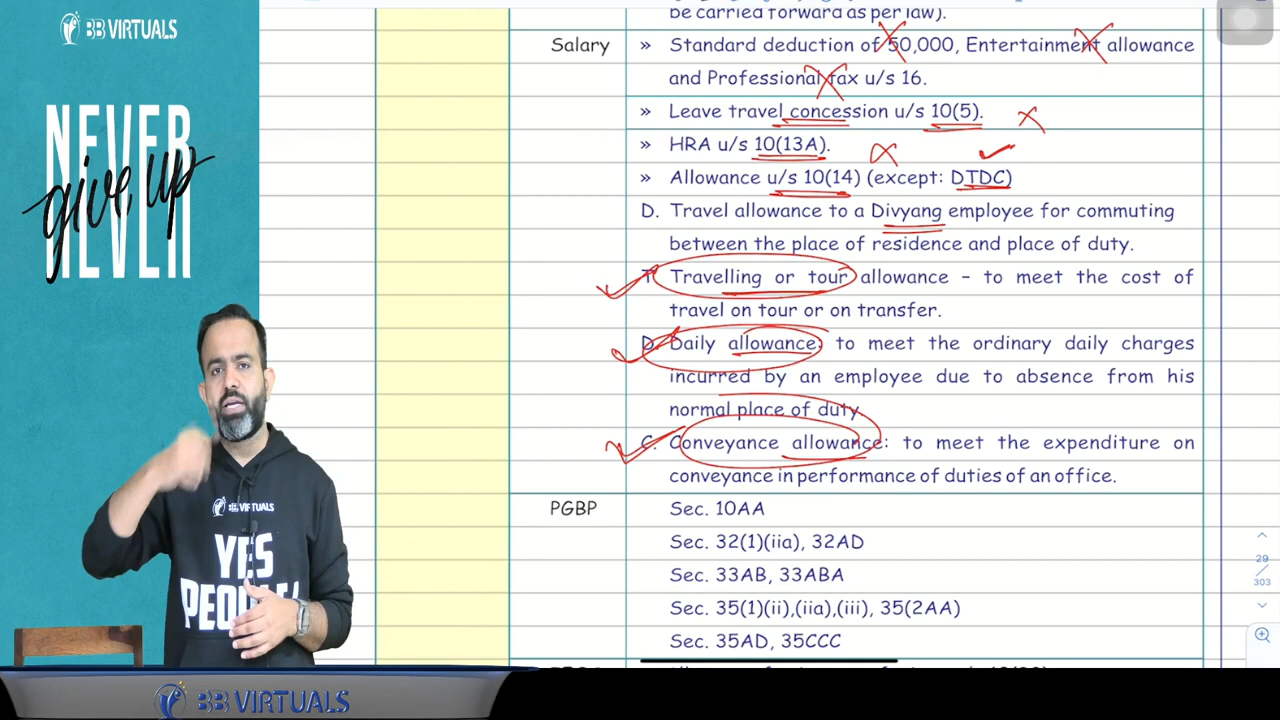 BB VIRTUALS
NEVER
give up
NEVER
be carried forward as per law).
Salary » Standard deduction of 50,000, Entertainment allowance
and Professional tax u/s 16.
» Leave travel concession u/s 10(5).
» HRA u/s 10(13A).
» Allowance u/s 10(14) (except: DTDC)
D. Travel allowance to a Divyang employee for commuting
between the place of residence and place of duty.
T. Travelling or tour allowance – to meet the cost of
travel on tour or on transfer.
D. Daily allowance: to meet the ordinary daily charges
incurred by an employee due to absence from his
normal place of duty.
C. Conveyance allowance: to meet the expenditure on
conveyance in performance of duties of an office.
PGBP Sec. 10AA
Sec. 32(1)(iia), 32AD
Sec. 33AB, 33ABA
Sec. 35(1)(ii),(iia),(iii), 35(2AA)
Sec. 35AD, 35CCC
29
303
BB VIRTUALS
YES
BB VIRTUALS